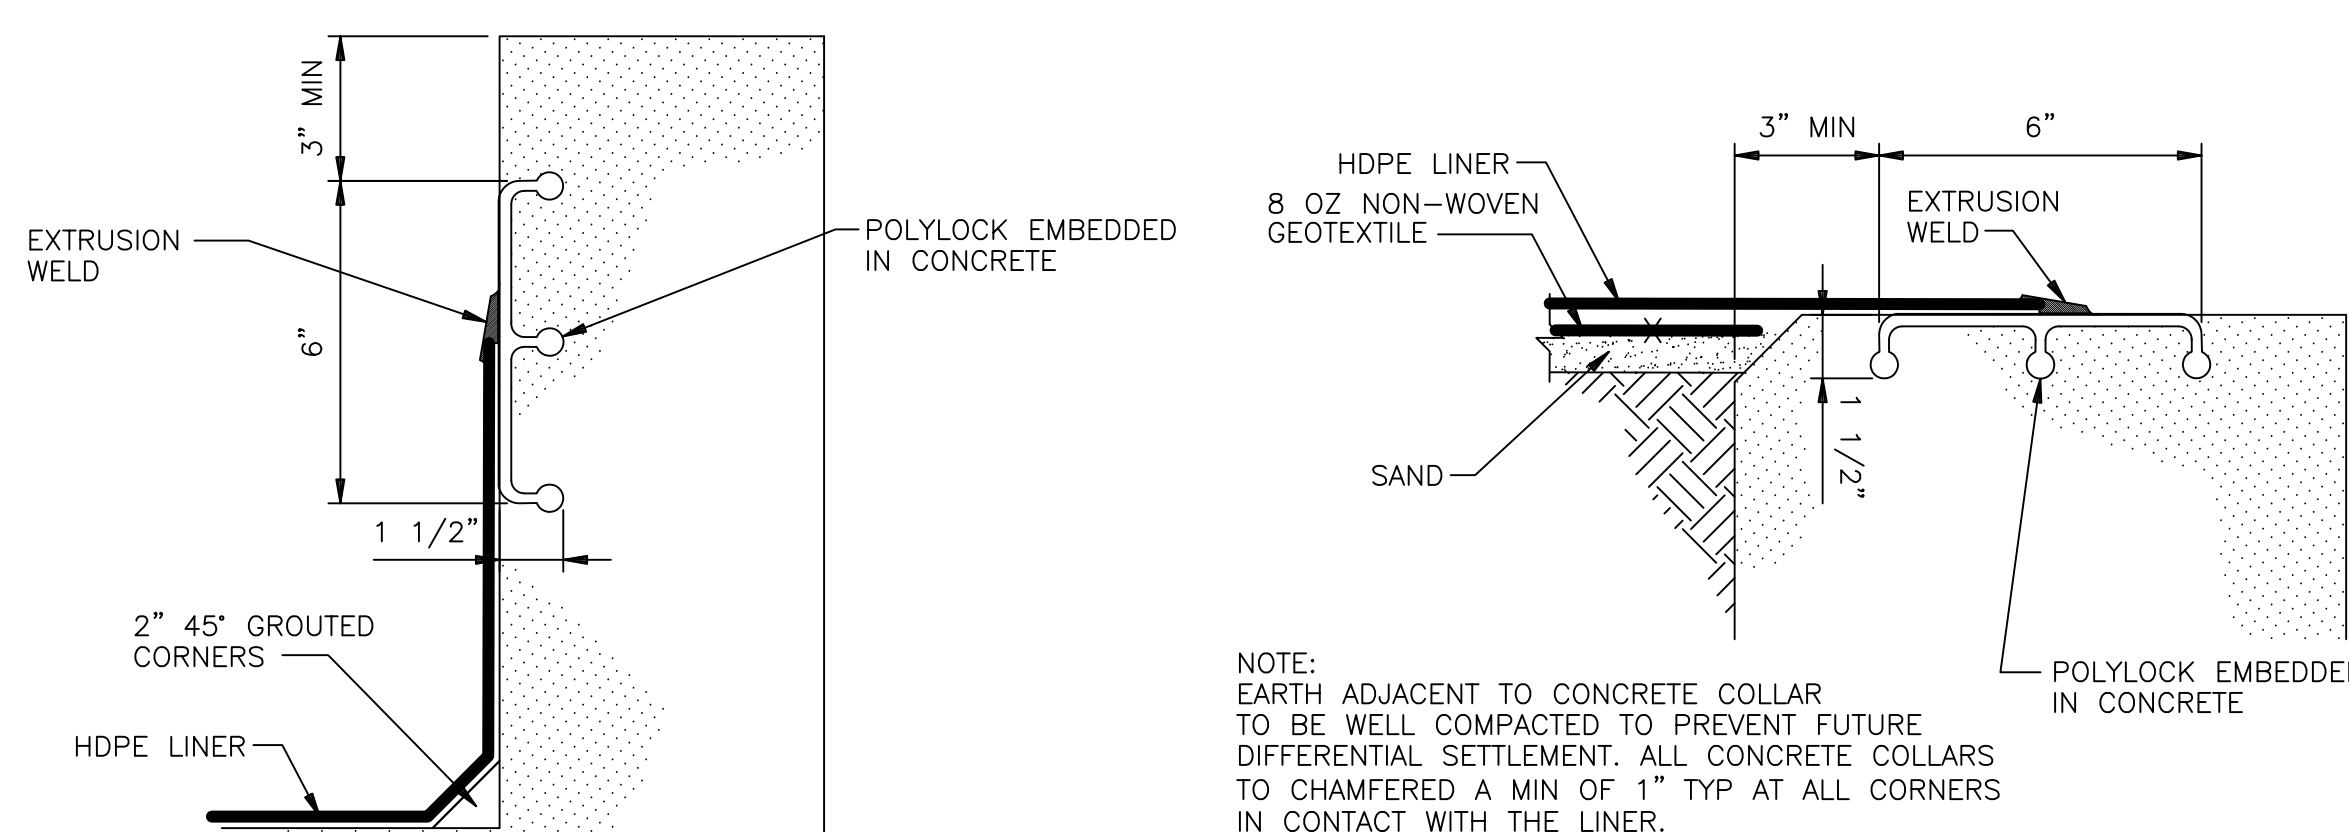 3" MIN
6"
EXTRUSION
WELD
POLYLOCK EMBEDDED
IN CONCRETE
1 1/2"
2" 45° GROUTED
CORNERS
HDPE LINER
3" MIN
6"
HDPE LINER
8 OZ NON-WOVEN
GEOTEXTILE
EXTRUSION
WELD
1 1/2"
SAND
POLYLOCK EMBEDDE
IN CONCRETE
NOTE:
EARTH ADJACENT TO CONCRETE COLLAR
TO BE WELL COMPACTED TO PREVENT FUTURE
DIFFERENTIAL SETTLEMENT. ALL CONCRETE COLLARS
TO CHAMFERED A MIN OF 1" TYP AT ALL CORNERS
IN CONTACT WITH THE LINER.